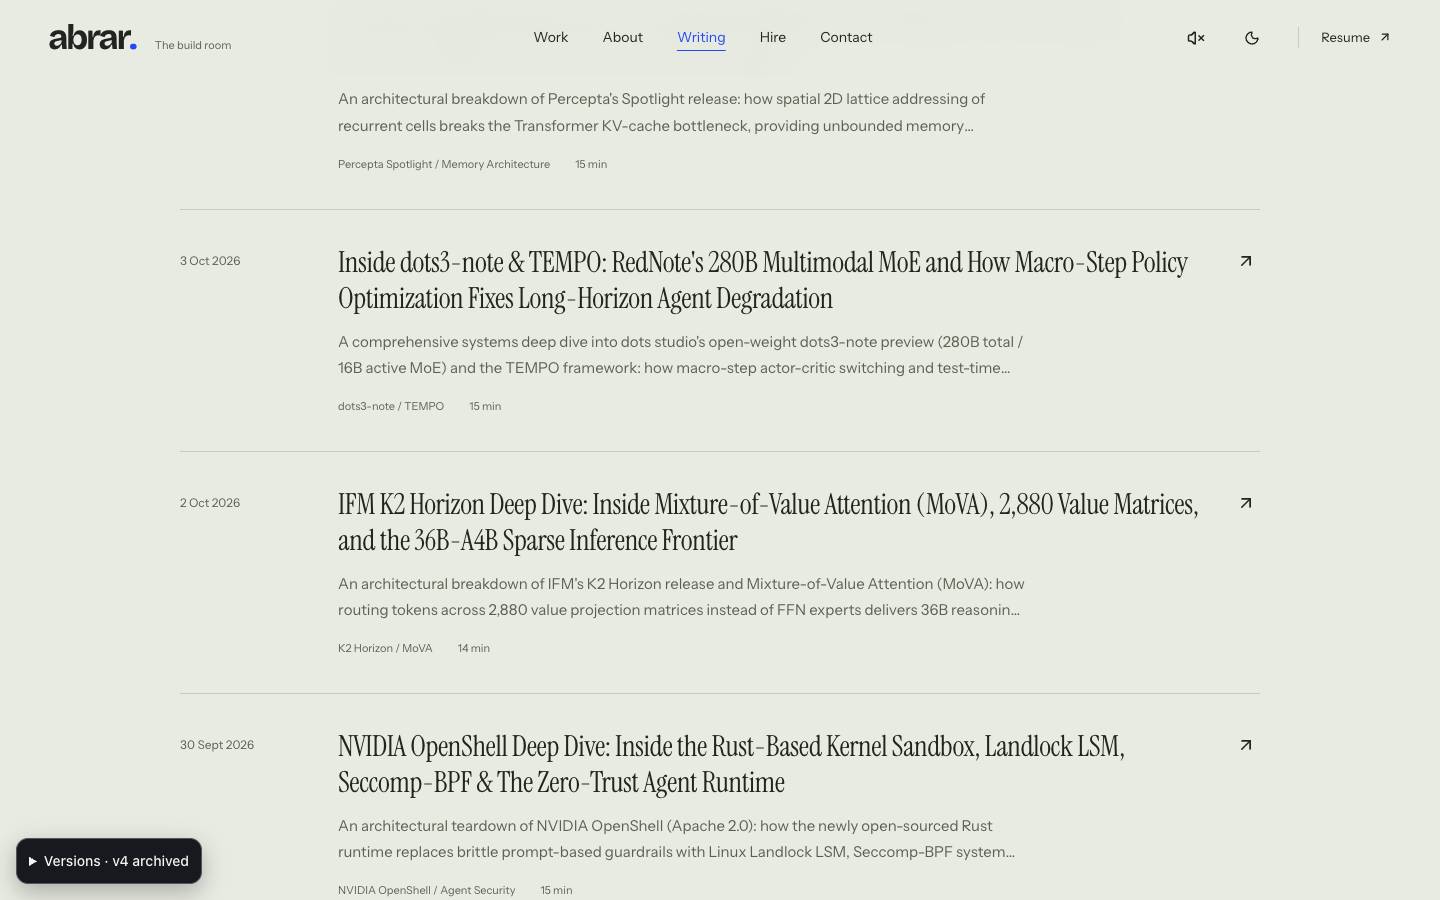 abrar.
The build room
Work
About
Writing
Hire
Contact
Resume
An architectural breakdown of Percepta's Spotlight release: how spatial 2D lattice addressing of
recurrent cells breaks the Transformer KV-cache bottleneck, providing unbounded memory...
Percepta Spotlight / Memory Architecture 15 min
3 Oct 2026
Inside dots3-note & TEMPO: RedNote's 280B Multimodal MoE and How Macro-Step Policy
Optimization Fixes Long-Horizon Agent Degradation
A comprehensive systems deep dive into dots studio's open-weight dots3-note preview (280B total /
16B active MoE) and the TEMPO framework: how macro-step actor-critic switching and test-time...
dots3-note / TEMPO 15 min
2 Oct 2026
IFM K2 Horizon Deep Dive: Inside Mixture-of-Value Attention (MoVA), 2,880 Value Matrices,
and the 36B-A4B Sparse Inference Frontier
An architectural breakdown of IFM's K2 Horizon release and Mixture-of-Value Attention (MoVA): how
routing tokens across 2,880 value projection matrices instead of FFN experts delivers 36B reasonin...
K2 Horizon / MoVA 14 min
30 Sept 2026
NVIDIA OpenShell Deep Dive: Inside the Rust-Based Kernel Sandbox, Landlock LSM,
Seccomp-BPF & The Zero-Trust Agent Runtime
An architectural teardown of NVIDIA OpenShell (Apache 2.0): how the newly open-sourced Rust
runtime replaces brittle prompt-based guardrails with Linux Landlock LSM, Seccomp-BPF system...
NVIDIA OpenShell / Agent Security 15 min
Versions · v4 archived